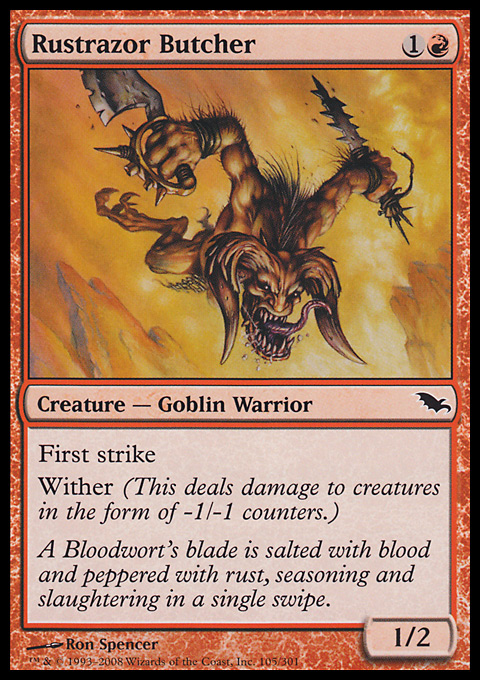 Rustrazor Butcher 1
Creature — Goblin Warrior
First strike
Wither (This deals damage to creatures
in the form of -1/-1 counters.)
A Bloodwort's blade is salted with blood
and peppered with rust, seasoning and
slaughtering in a single swipe.
Ron Spencer
1/2
™ & © 1993–2008 Wizards of the Coast, Inc. 105/301